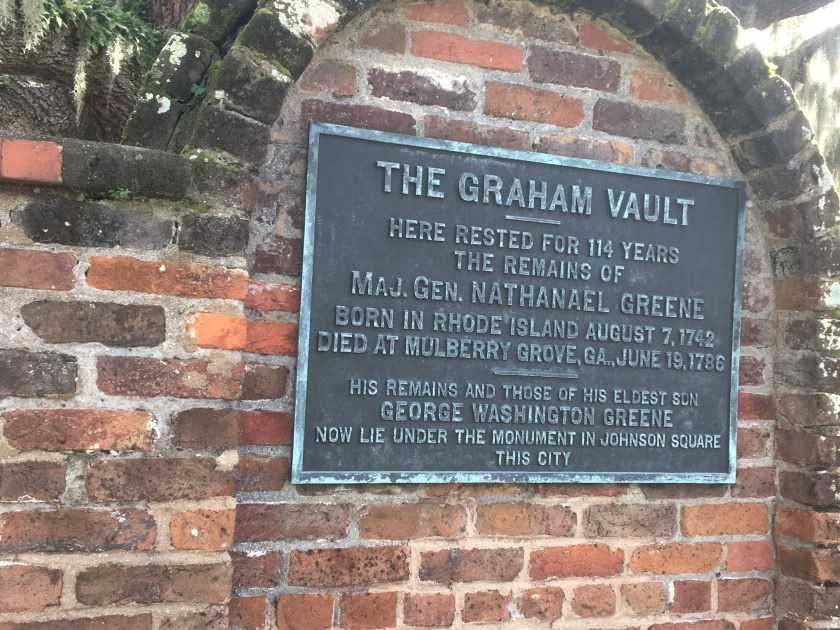 THE GRAHAM VAULT
HERE RESTED FOR 114 YEARS
THE REMAINS OF
MAJ. GEN. NATHANAEL GREENE
BORN IN RHODE ISLAND AUGUST 7, 1742
DIED AT MULBERRY GROVE, GA., JUNE 19, 1786
HIS REMAINS AND THOSE OF HIS ELDEST SON
GEORGE WASHINGTON GREENE
NOW LIE UNDER THE MONUMENT IN JOHNSON SQUARE
THIS CITY